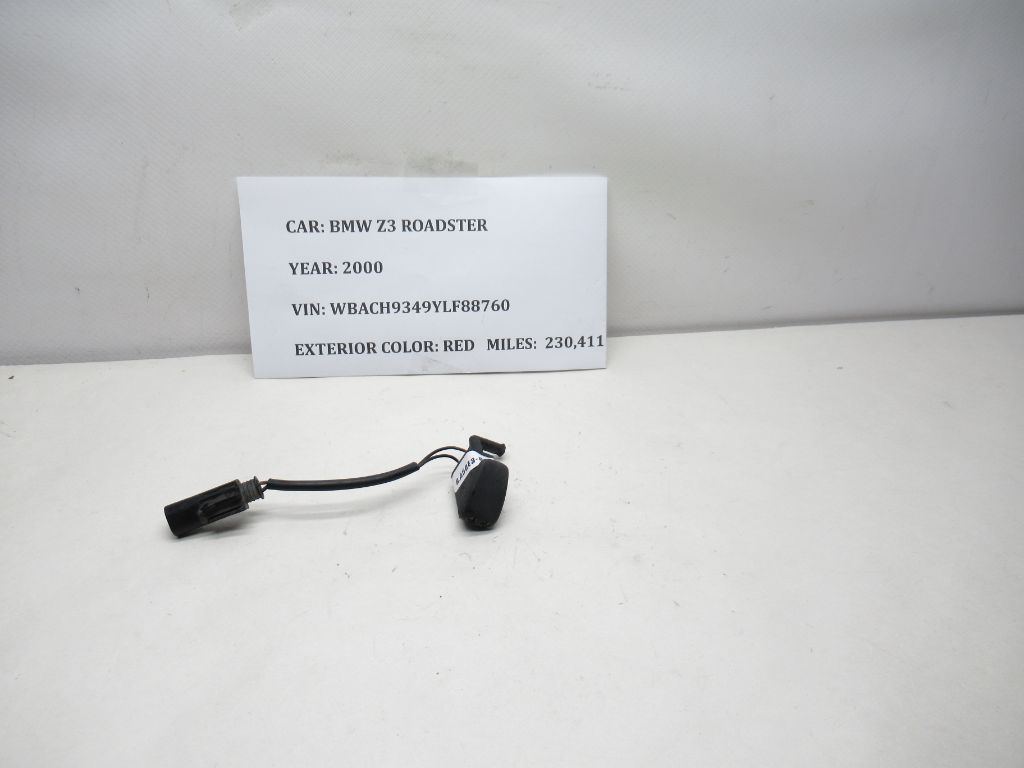 CAR: BMW Z3 ROADSTER
YEAR: 2000
VIN: WBACH9349YLF88760
EXTERIOR COLOR: RED MILES: 230,411